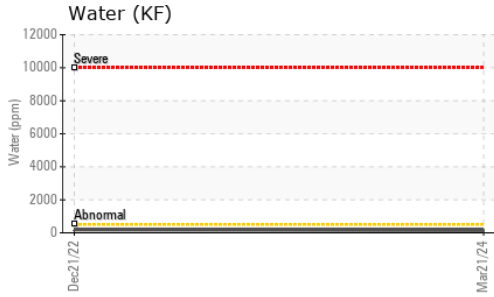 Water (KF)
12000
Severe
10000
8000
6000
4000
2000
Abnormal
0
Water (ppm)
Dec21/22
Mar21/24